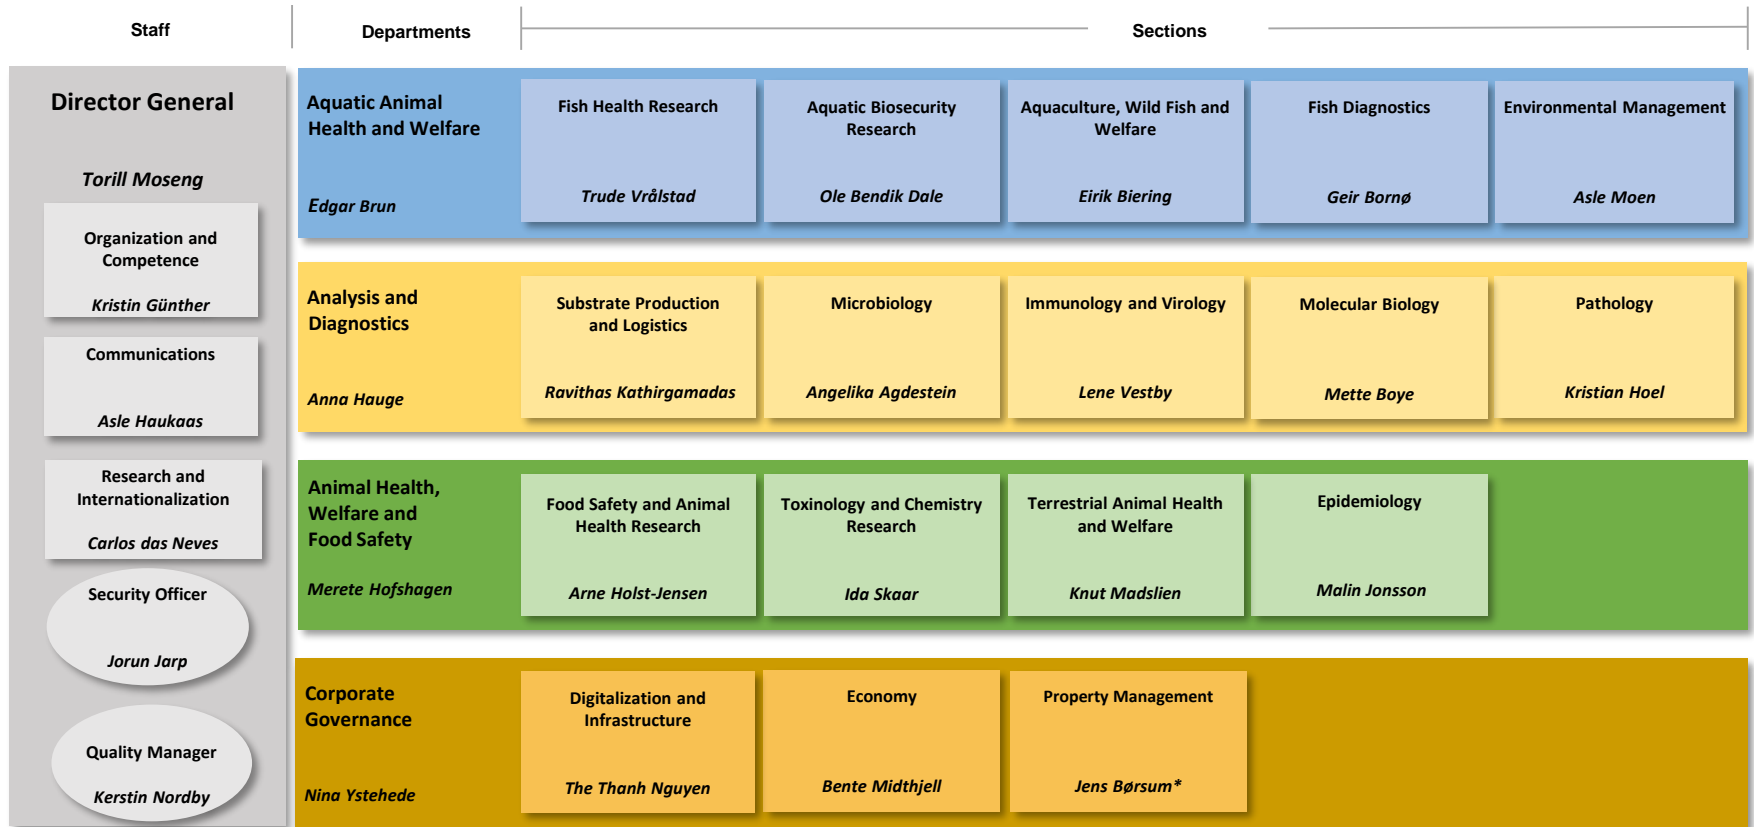 Staff
Departments
Sections
Director General
Torill Moseng
Organization and
Competence
Kristin Günther
Communications
Asle Haukaas
Research and
Internationalization
Carlos das Neves
Security Officer
Jorun Jarp
Quality Manager
Kerstin Nordby
Aquatic Animal
Health and Welfare
Edgar Brun
Fish Health Research
Trude Vrålstad
Aquatic Biosecurity
Research
Ole Bendik Dale
Aquaculture, Wild Fish and
Welfare
Eirik Biering
Fish Diagnostics
Geir Bornø
Environmental Management
Asle Moen
Analysis and
Diagnostics
Anna Hauge
Substrate Production
and Logistics
Ravithas Kathirgamadas
Microbiology
Angelika Agdestein
Immunology and Virology
Lene Vestby
Molecular Biology
Mette Boye
Pathology
Kristian Hoel
Animal Health,
Welfare and
Food Safety
Merete Hofshagen
Food Safety and Animal
Health Research
Arne Holst-Jensen
Toxinology and Chemistry
Research
Ida Skaar
Terrestrial Animal Health
and Welfare
Knut Madslien
Epidemiology
Malin Jonsson
Corporate
Governance
Nina Ystehede
Digitalization and
Infrastructure
The Thanh Nguyen
Economy
Bente Midthjell
Property Management
Jens Børsum*